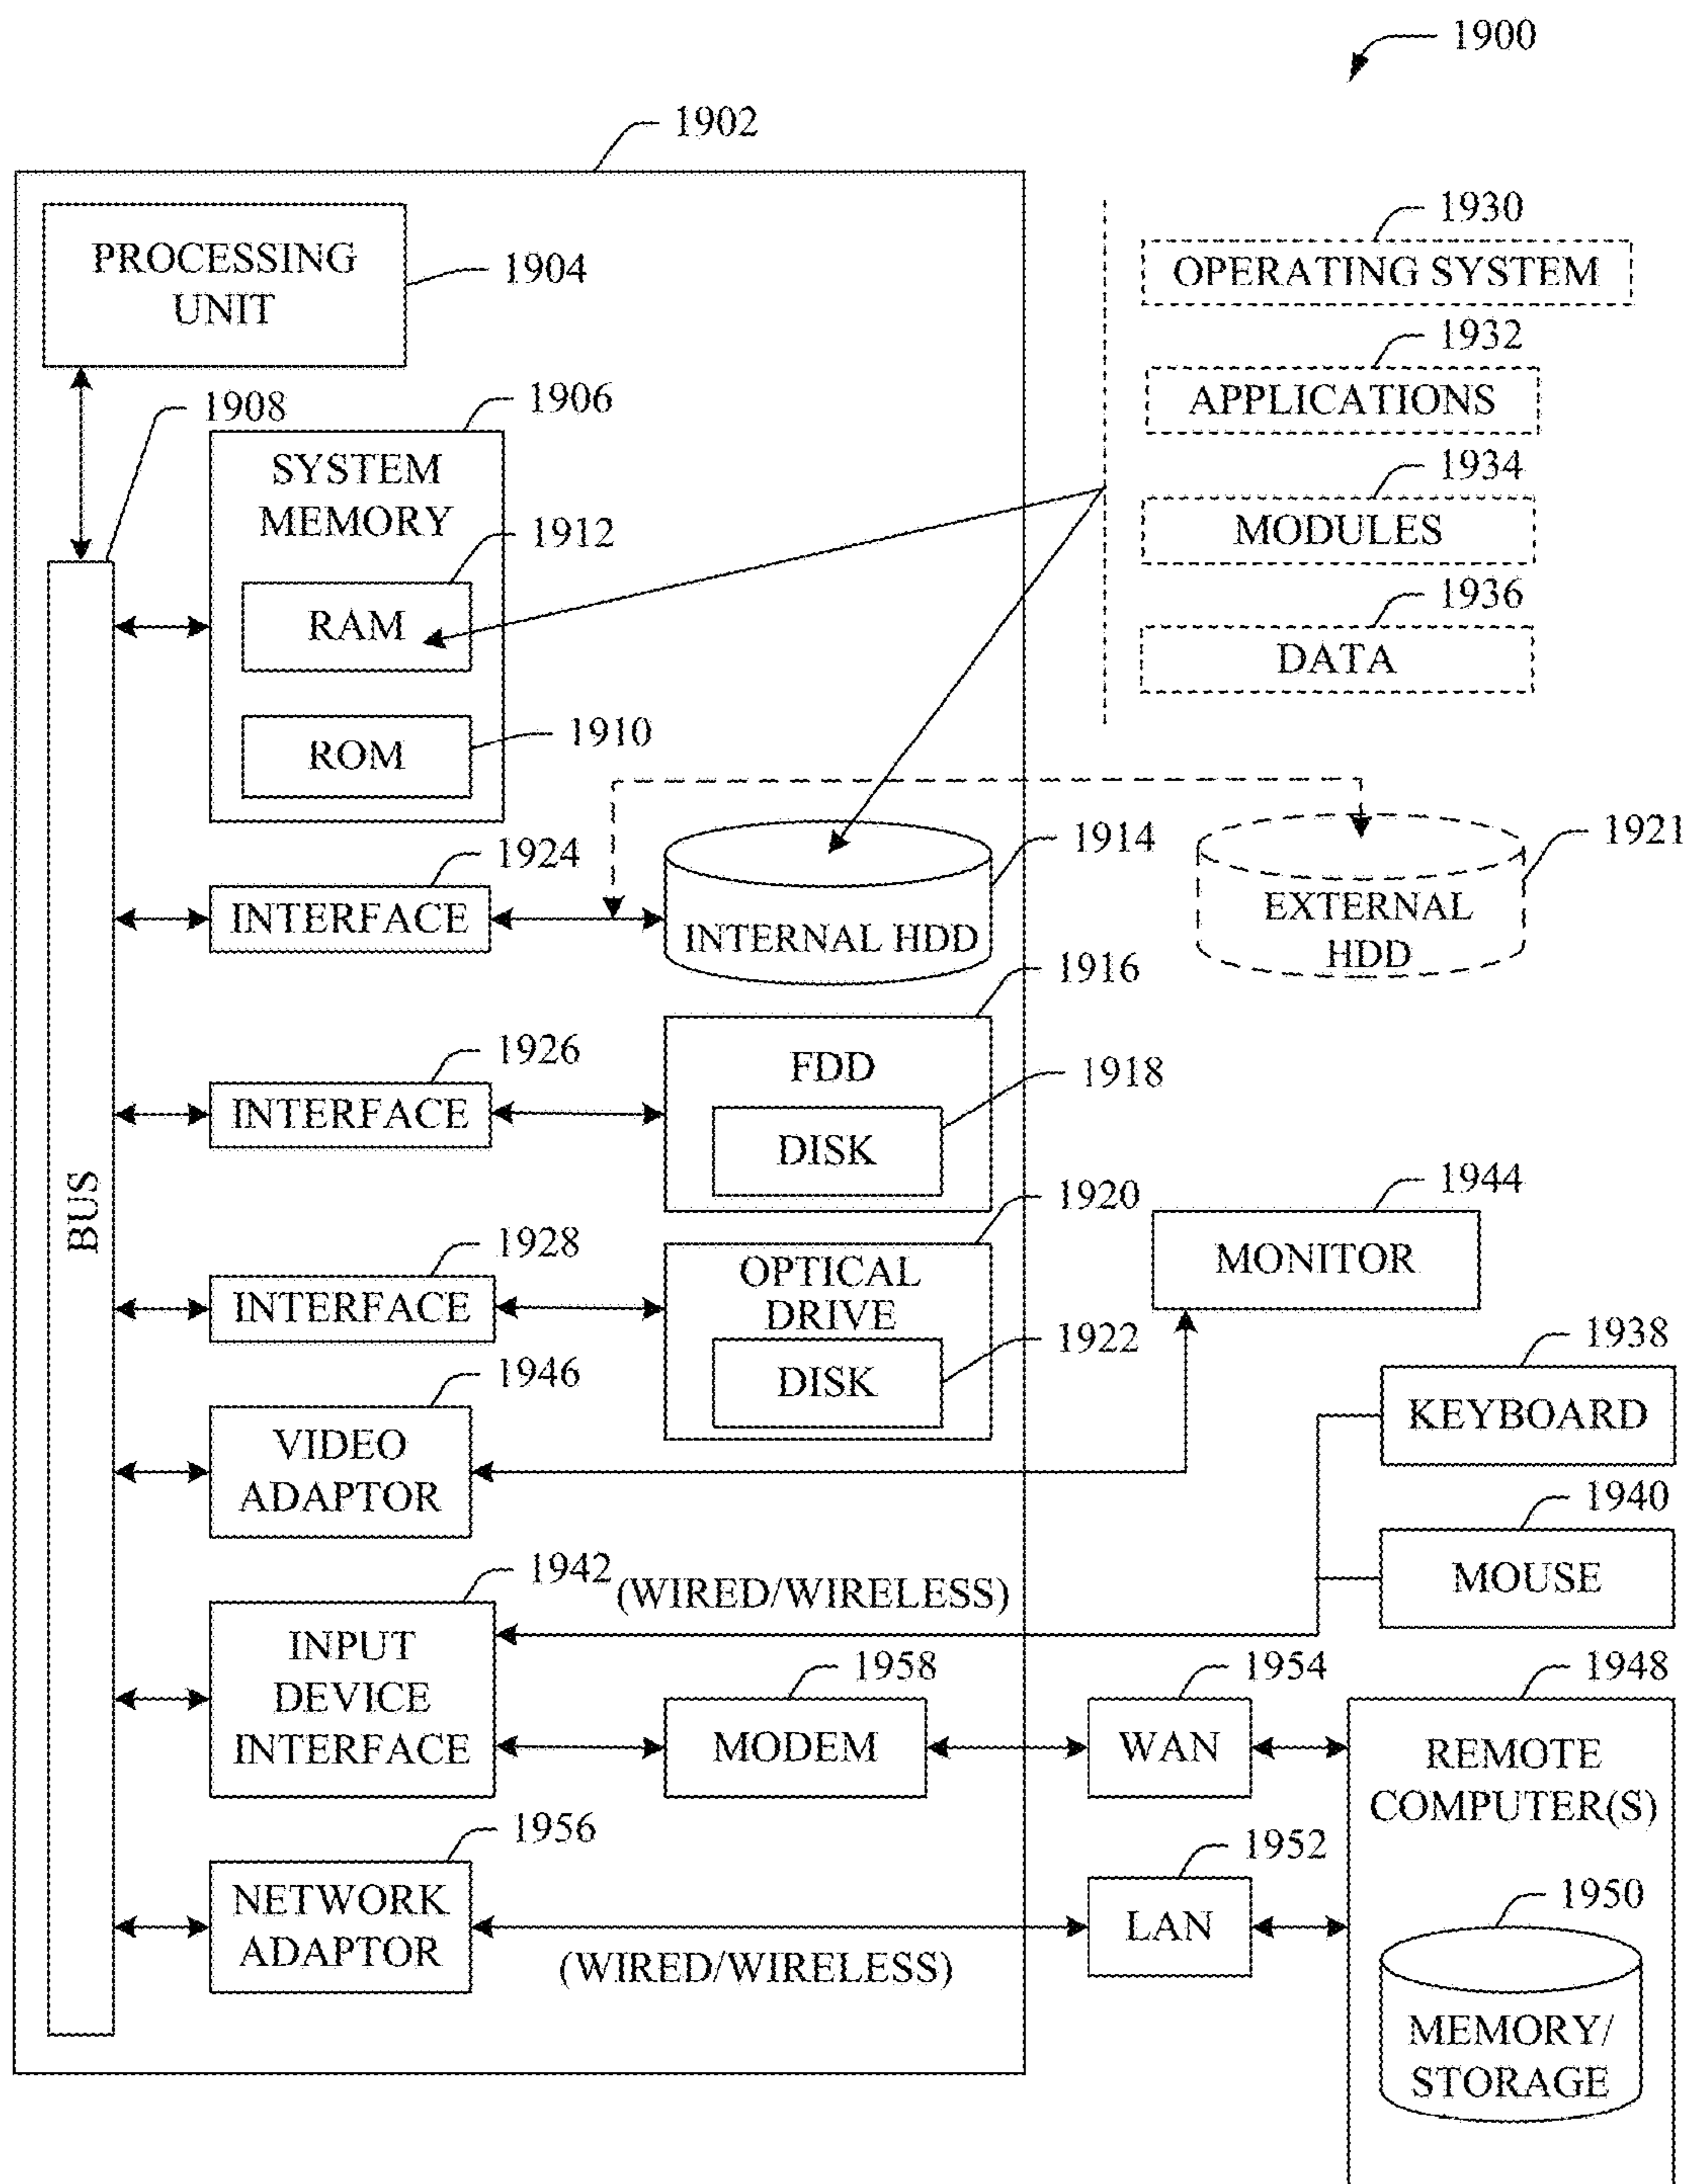 1900
1902
PROCESSING
UNIT
1904
1930
OPERATING SYSTEM
1932
APPLICATIONS
1934
MODULES
1936
DATA
1908
1906
SYSTEM
MEMORY
1912
RAM
1910
ROM
1924
INTERFACE
1914
INTERNAL HDD
1921
EXTERNAL
HDD
1926
INTERFACE
1916
FDD
1918
DISK
BUS
1928
INTERFACE
1920
OPTICAL
DRIVE
1922
DISK
1944
MONITOR
1946
VIDEO
ADAPTOR
1938
KEYBOARD
1940
MOUSE
1942
(WIRED/WIRELESS)
INPUT
DEVICE
INTERFACE
1958
MODEM
1954
WAN
1948
REMOTE
COMPUTER(S)
1956
NETWORK
ADAPTOR
(WIRED/WIRELESS)
1952
LAN
1950
MEMORY/
STORAGE